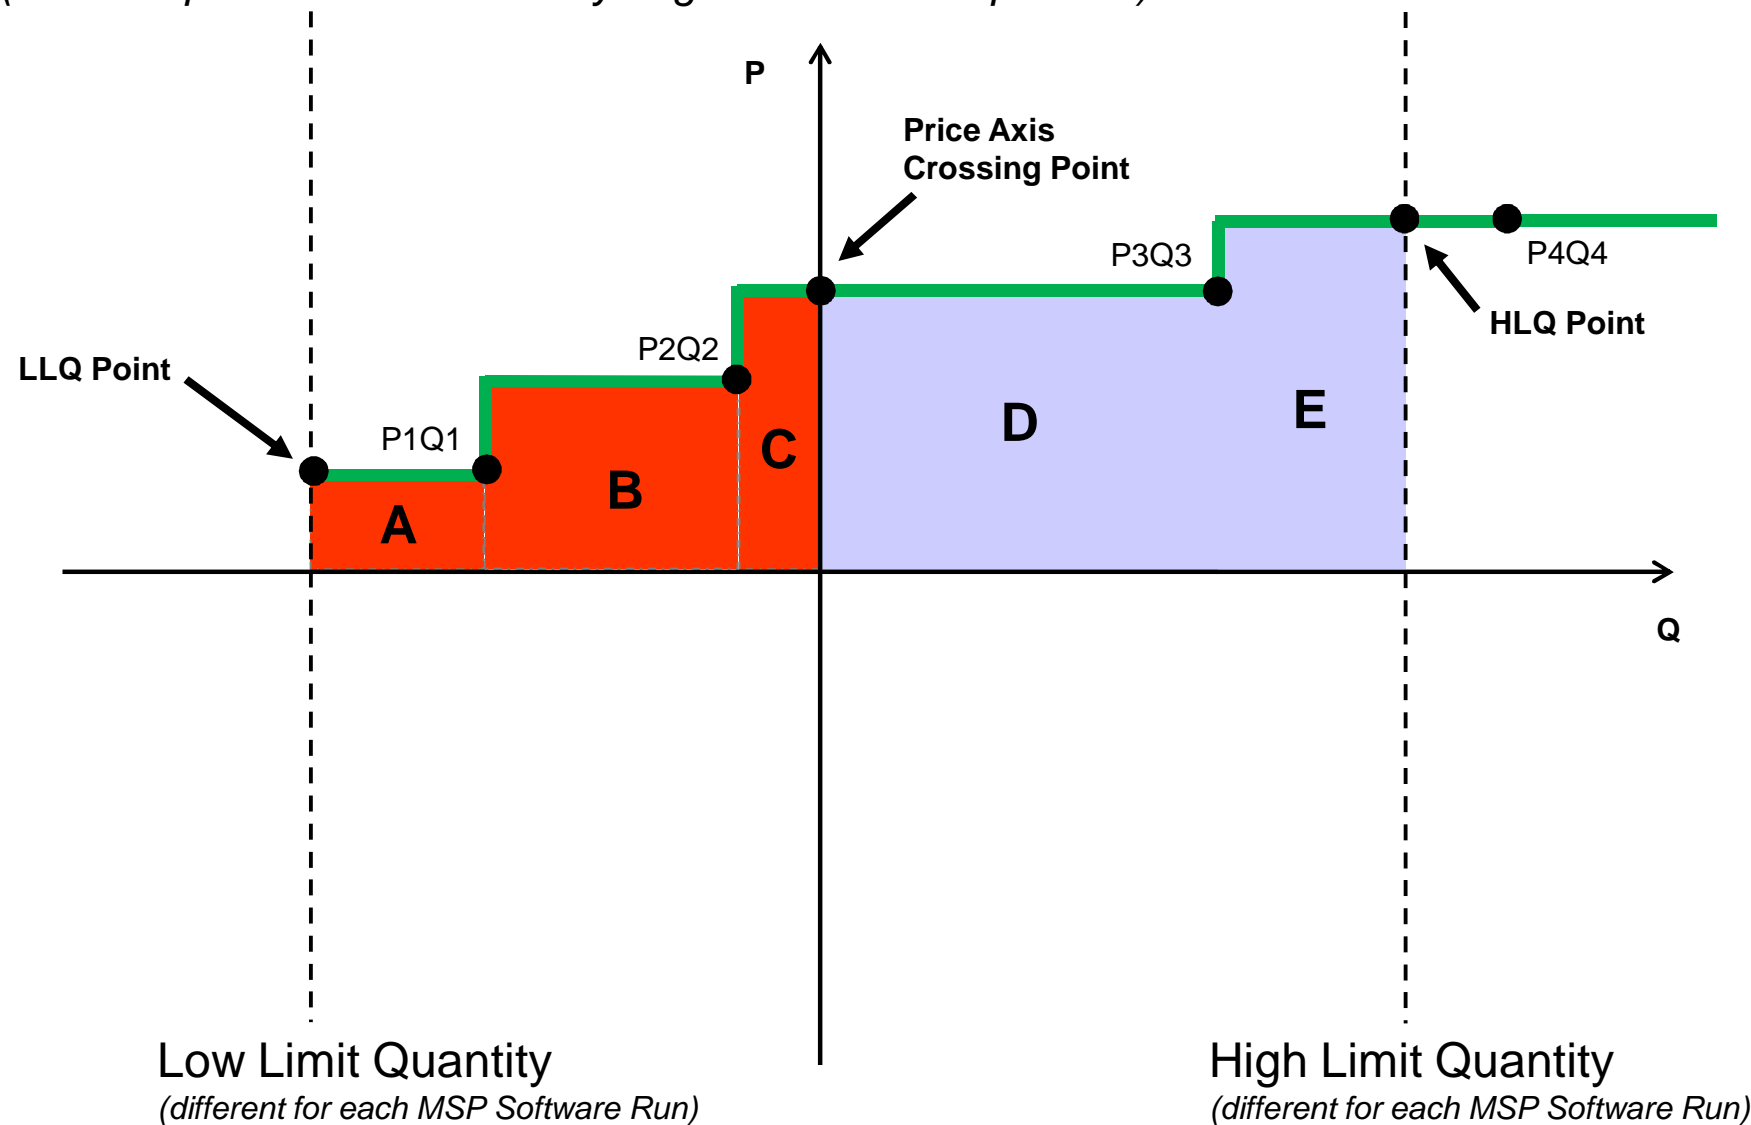 P
Price Axis
Crossing Point
P3Q3
P4Q4
HLQ Point
P2Q2
LLQ Point
P1Q1
A
B
C
D
E
Q
Low Limit Quantity
(different for each MSP Software Run)
High Limit Quantity
(different for each MSP Software Run)